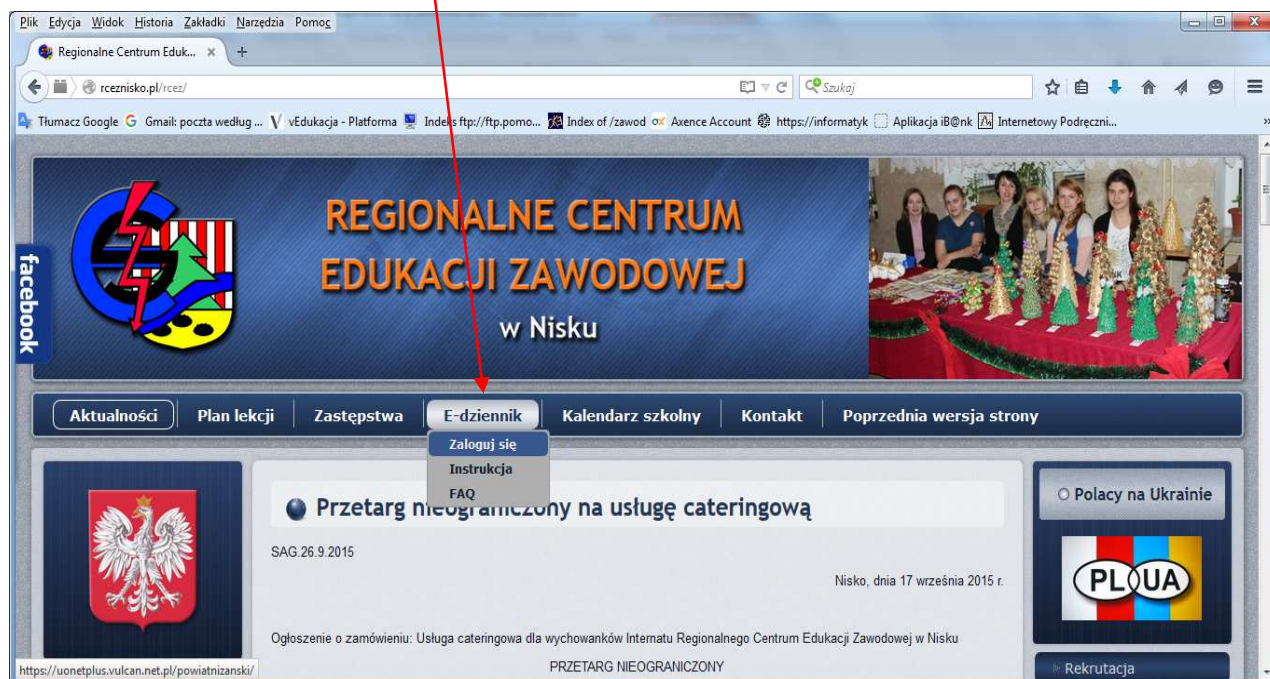 Plik Edycja Widok Historia Zakładki Narzędzia Pomoc
Regionalne Centrum Eduk... × +
rceznisko.pl/rcez/ Szukaj
Tłumacz Google Gmail: poczta według ... vEdukacja - Platforma Indeks ftp://ftp.pomo... Index of /zawod Axence Account https://informatyk Aplikacja iB@nk Internetowy Podręczni... »
REGIONALNE CENTRUM
EDUKACJI ZAWODOWEJ
w Nisku
facebook
Aktualności Plan lekcji Zastępstwa E-dziennik Kalendarz szkolny Kontakt Poprzednia wersja strony
Zaloguj się
Instrukcja
FAQ
Przetarg nieograniczony na usługę cateringową
SAG.26.9.2015
Nisko, dnia 17 września 2015 r.
Ogłoszenie o zamówieniu: Usługa cateringowa dla wychowanków Internatu Regionalnego Centrum Edukacji Zawodowej w Nisku
PRZETARG NIEOGRANICZONY
Polacy na Ukrainie
PL UA
Rekrutacja
https://uonetplus.vulcan.net.pl/powiatnizanski/